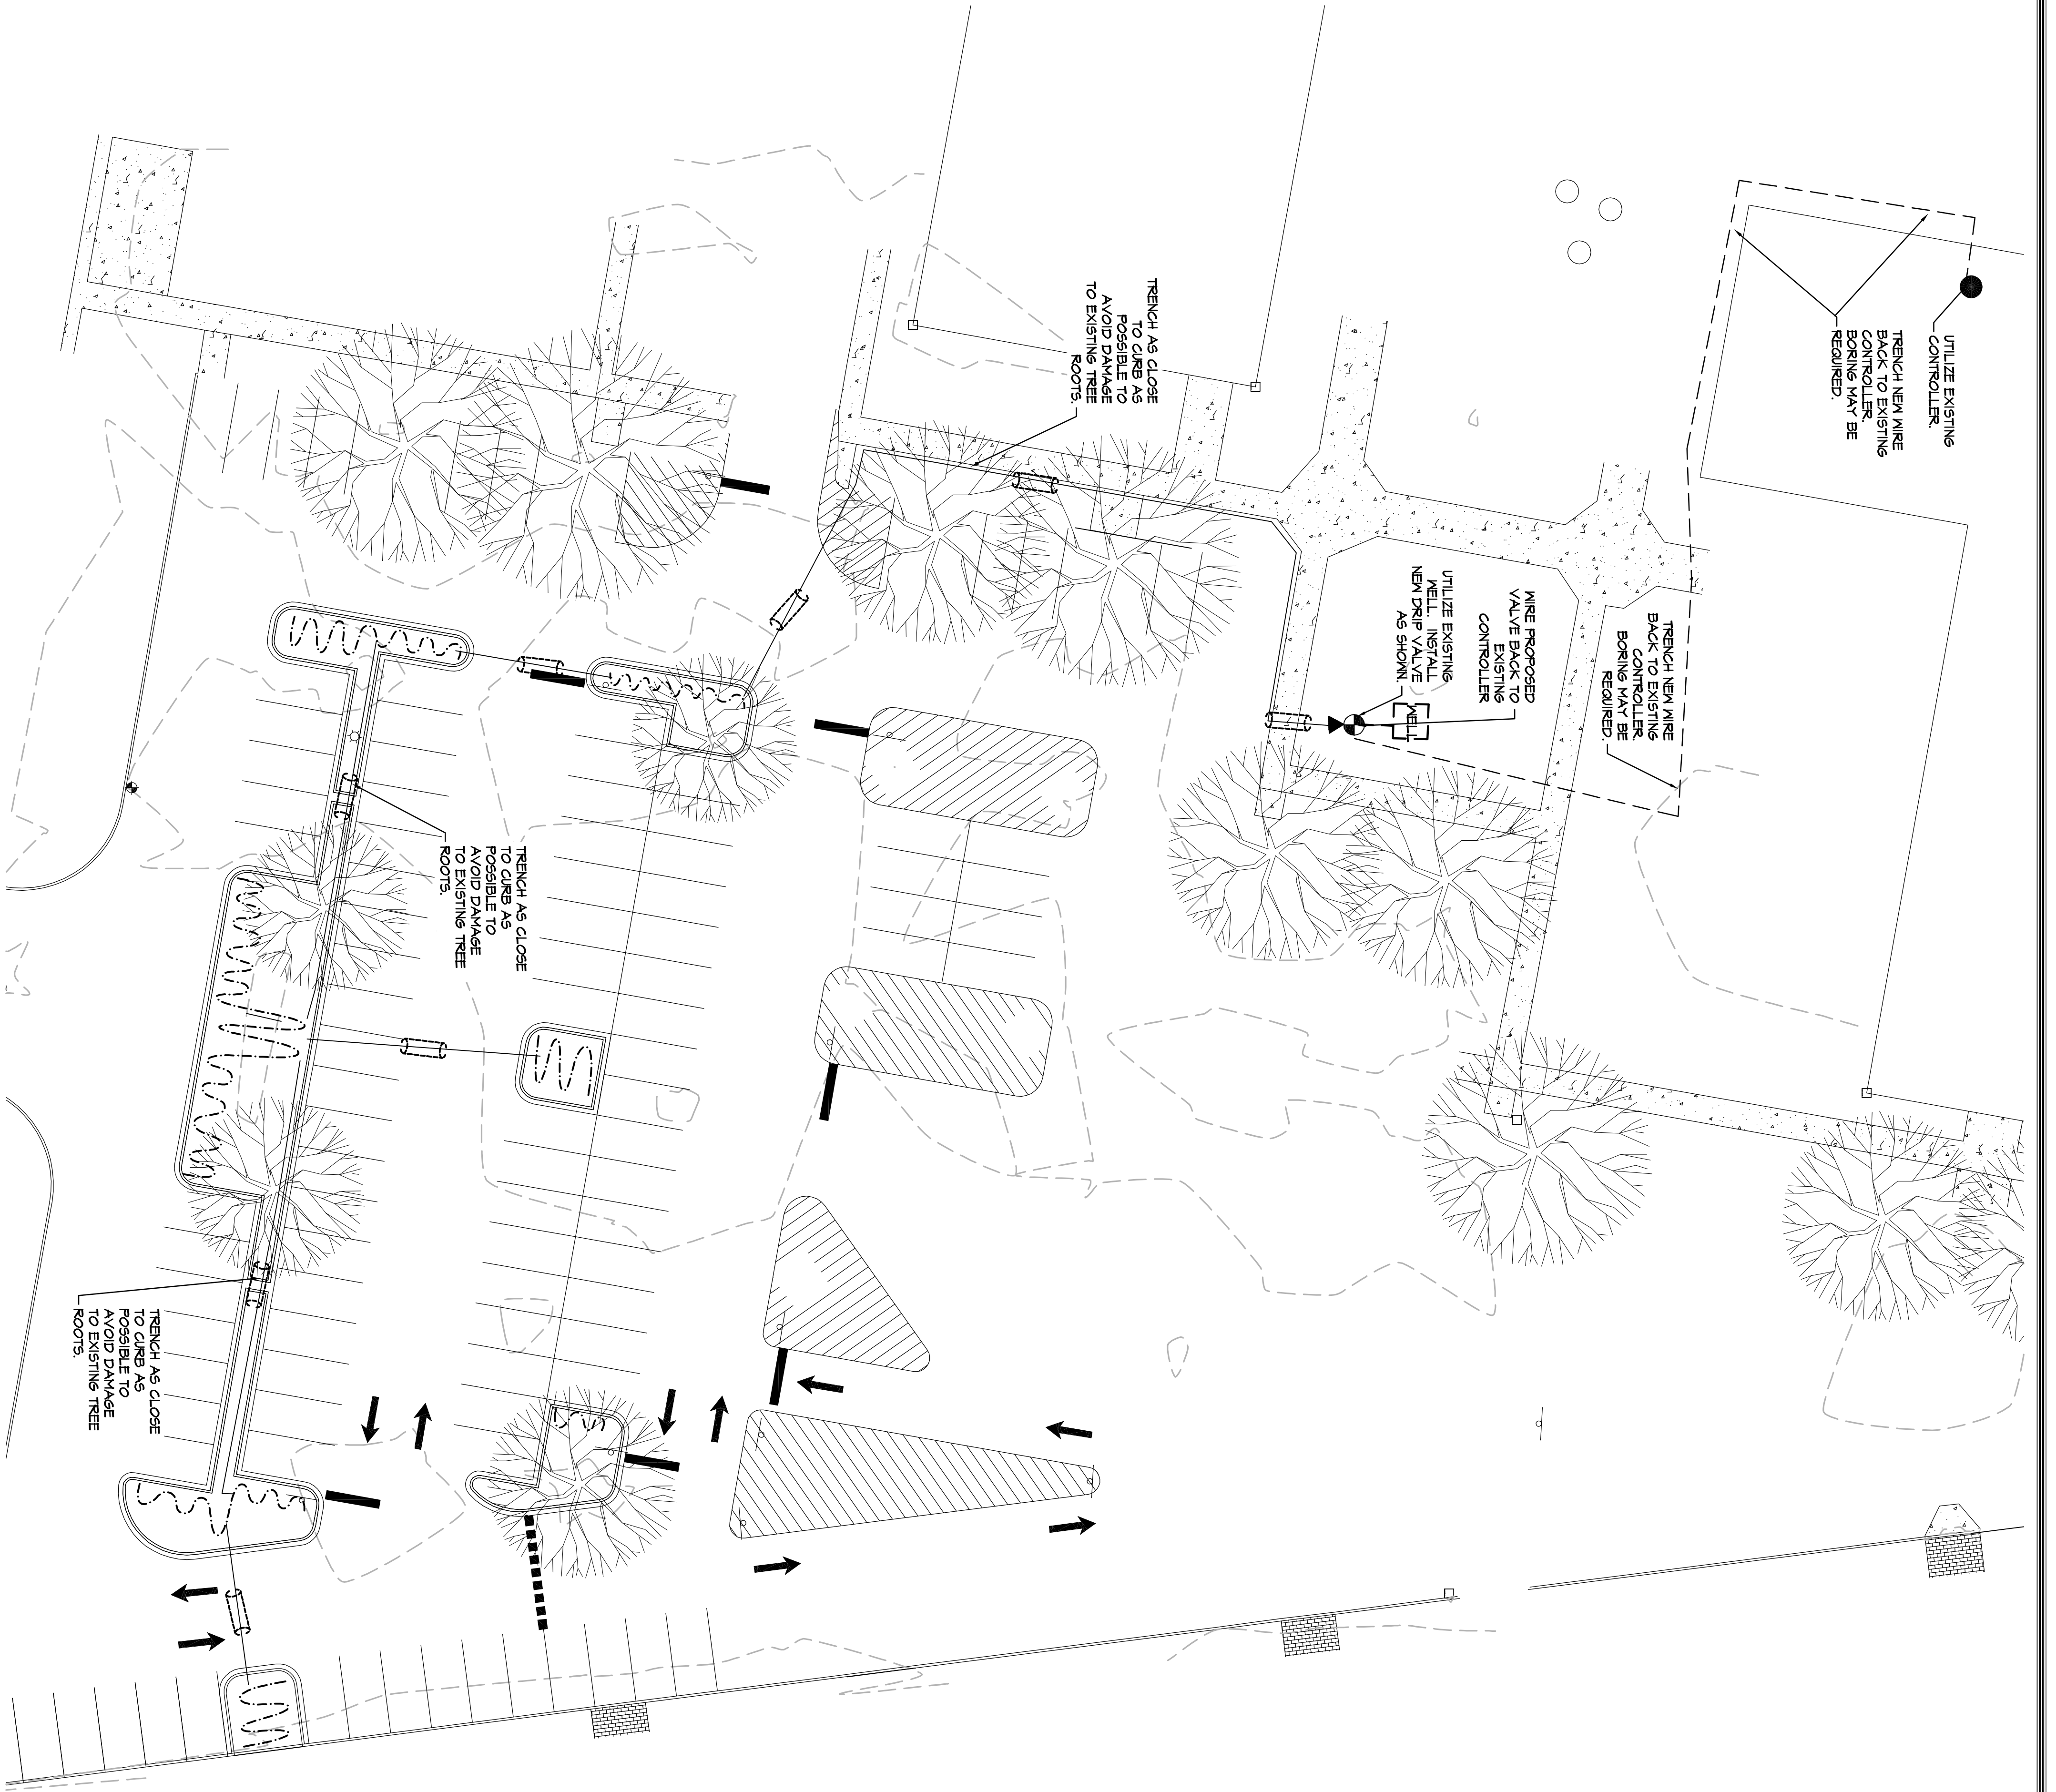 UTILIZE EXISTING
CONTROLLER.
TRENCH NEW WIRE
BACK TO EXISTING
CONTROLLER.
BORING MAY BE
REQUIRED.
TRENCH NEW WIRE
BACK TO EXISTING
CONTROLLER.
BORING MAY BE
REQUIRED.
WIRE PROPOSED
VALVE BACK TO
EXISTING
CONTROLLER
UTILIZE EXISTING
WELL. INSTALL
NEW DRIP VALVE
AS SHOWN.
WELL
TRENCH AS CLOSE
TO CURB AS
POSSIBLE TO
AVOID DAMAGE
TO EXISTING TREE
ROOTS.
TRENCH AS CLOSE
TO CURB AS
POSSIBLE TO
AVOID DAMAGE
TO EXISTING TREE
ROOTS.
TRENCH AS CLOSE
TO CURB AS
POSSIBLE TO
AVOID DAMAGE
TO EXISTING TREE
ROOTS.